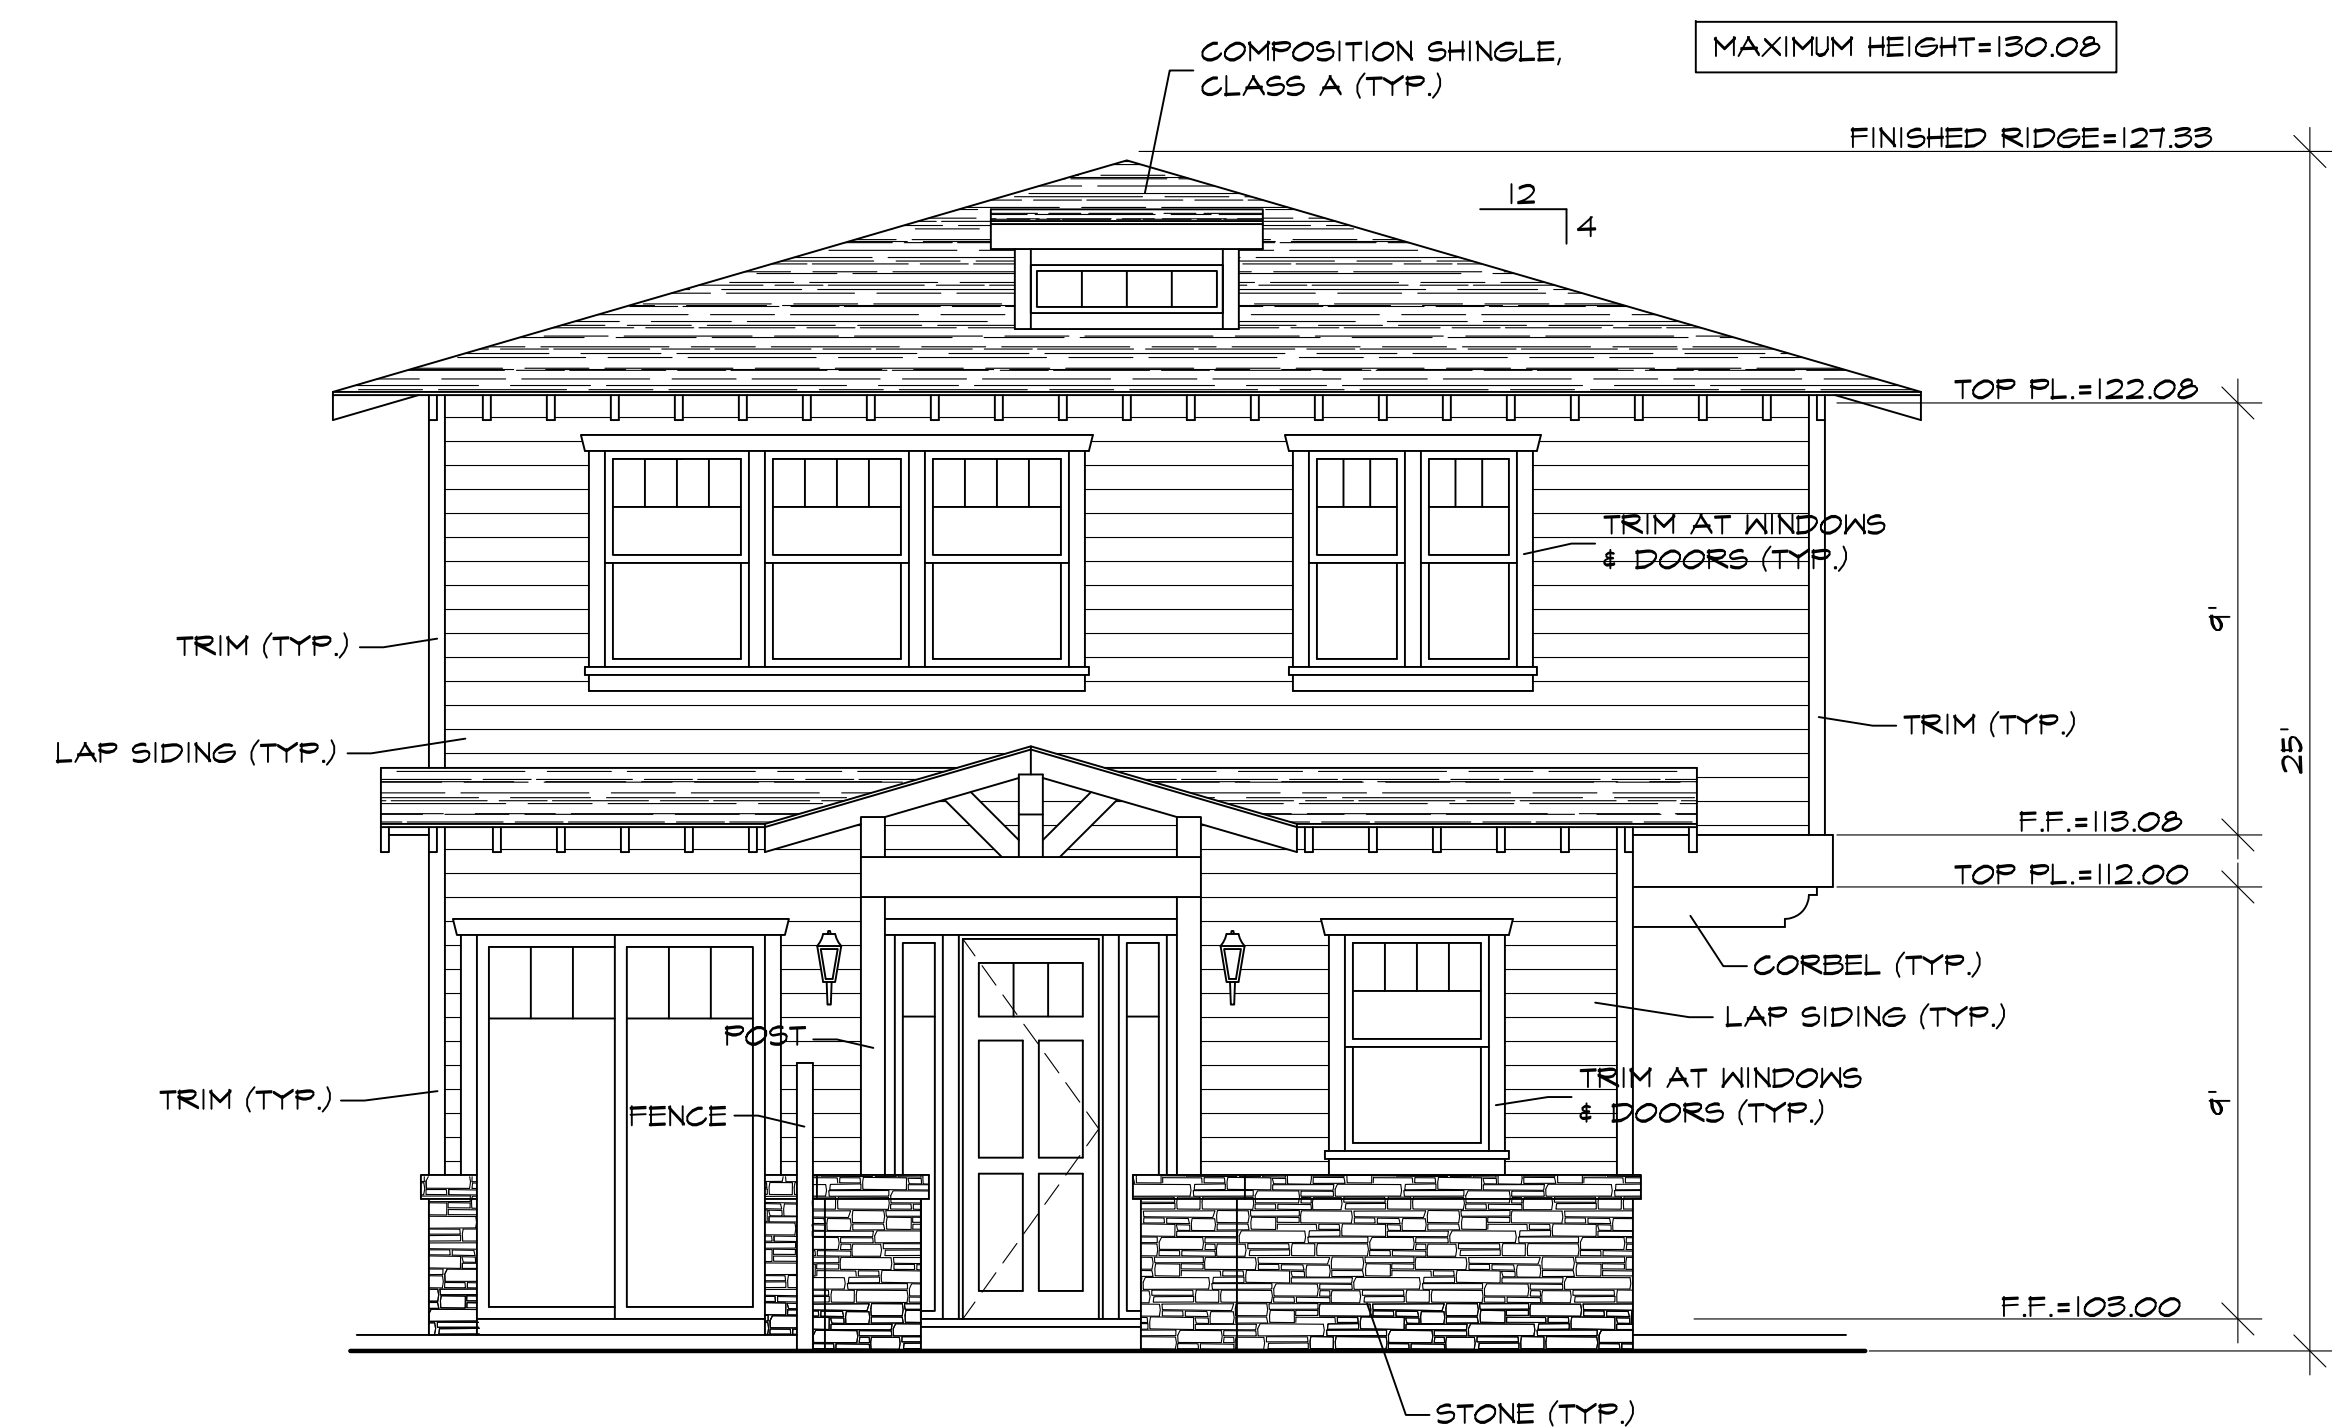 COMPOSITION SHINGLE,
CLASS A (TYP.)
MAXIMUM HEIGHT=130.08
FINISHED RIDGE=127.33
12
4
TOP PL.=122.08
TRIM AT WINDOWS
& DOORS (TYP.)
9'
TRIM (TYP.)
TRIM (TYP.)
LAP SIDING (TYP.)
25'
F.F.=113.08
TOP PL.=112.00
CORBEL (TYP.)
LAP SIDING (TYP.)
POST
TRIM AT WINDOWS
& DOORS (TYP.)
9'
TRIM (TYP.)
FENCE
F.F.=103.00
STONE (TYP.)